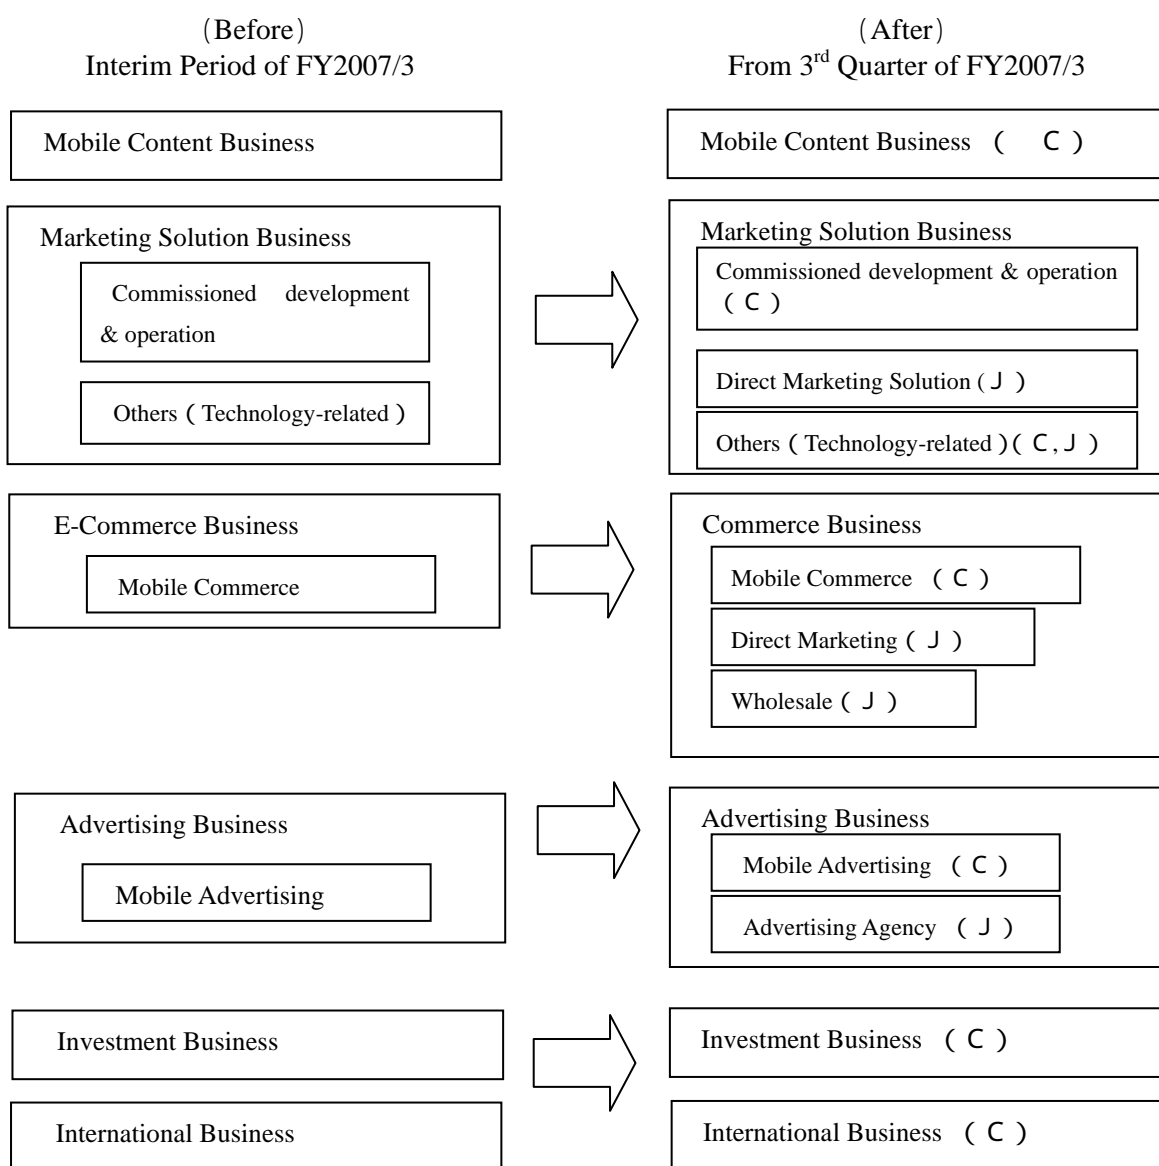 (Before)
Interim Period of FY2007/3
Mobile Content Business
Marketing Solution Business
Commissioned development
& operation
Others (Technology-related)
E-Commerce Business
Mobile Commerce
Advertising Business
Mobile Advertising
Investment Business
International Business
(After)
From 3rd Quarter of FY2007/3
Mobile Content Business ( C )
Marketing Solution Business
Commissioned development & operation
( C )
Direct Marketing Solution ( J )
Others (Technology-related) ( C , J )
Commerce Business
Mobile Commerce ( C )
Direct Marketing ( J )
Wholesale ( J )
Advertising Business
Mobile Advertising ( C )
Advertising Agency ( J )
Investment Business ( C )
International Business ( C )